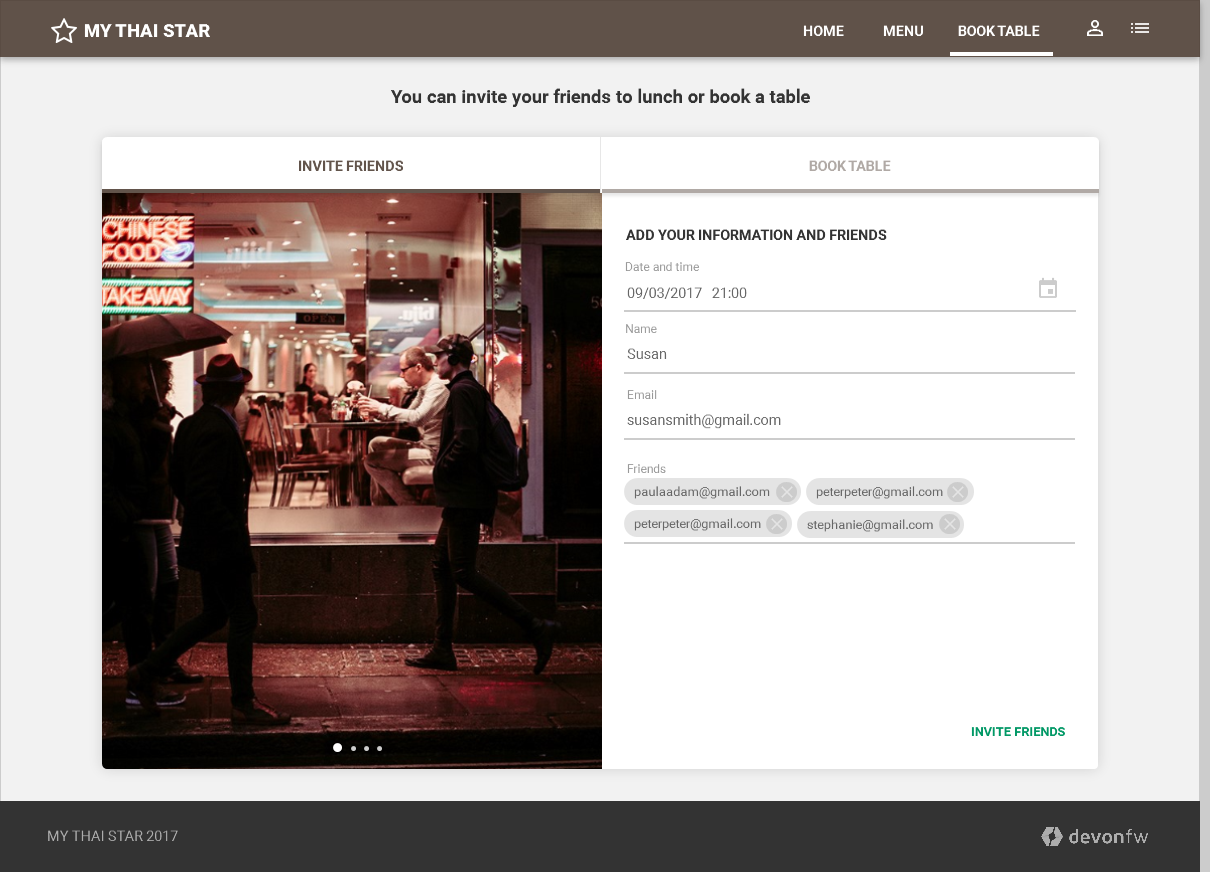 MY THAI STAR
HOME MENU BOOK TABLE
You can invite your friends to lunch or book a table
INVITE FRIENDS BOOK TABLE
CHINESE
FOOD
TAKEAWAY
OPEN
biju
ADD YOUR INFORMATION AND FRIENDS
Date and time
09/03/2017 21:00
Name
Susan
Email
susansmith@gmail.com
Friends
paulaadam@gmail.com peterpeter@gmail.com
peterpeter@gmail.com stephanie@gmail.com
INVITE FRIENDS
MY THAI STAR 2017 devonfw